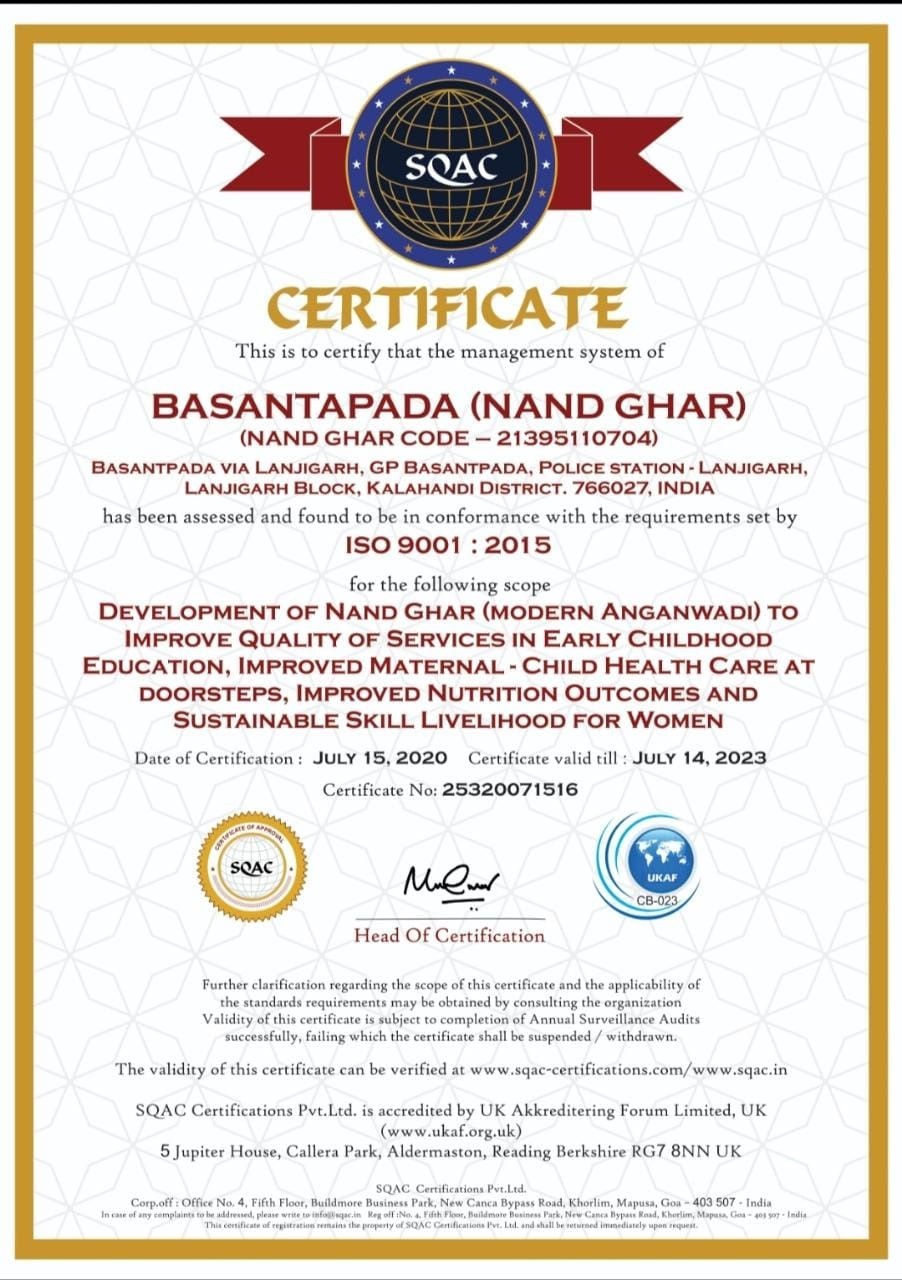 SQAC
CERTIFICATE
This is to certify that the management system of
BASANTAPADA (NAND GHAR)
(NAND GHAR CODE – 21395110704)
BASANTPADA VIA LANJIGARH, GP BASANTPADA, POLICE STATION - LANJIGARH,
LANJIGARH BLOCK, KALAHANDI DISTRICT. 766027, INDIA
has been assessed and found to be in conformance with the requirements set by
ISO 9001 : 2015
for the following scope
DEVELOPMENT OF NAND GHAR (MODERN ANGANWADI) TO
IMPROVE QUALITY OF SERVICES IN EARLY CHILDHOOD
EDUCATION, IMPROVED MATERNAL - CHILD HEALTH CARE AT
DOORSTEPS, IMPROVED NUTRITION OUTCOMES AND
SUSTAINABLE SKILL LIVELIHOOD FOR WOMEN
Date of Certification : JULY 15, 2020 Certificate valid till : JULY 14, 2023
Certificate No: 25320071516
CERTIFICATE OF APPROVAL
SQAC
UKAF
CB-023
Head Of Certification
Further clarification regarding the scope of this certificate and the applicability of
the standards requirements may be obtained by consulting the organization
Validity of this certificate is subject to completion of Annual Surveillance Audits
successfully, failing which the certificate shall be suspended / withdrawn.
The validity of this certificate can be verified at www.sqac-certifications.com/www.sqac.in
SQAC Certifications Pvt.Ltd. is accredited by UK Akkreditering Forum Limited, UK
(www.ukaf.org.uk)
5 Jupiter House, Callera Park, Aldermaston, Reading Berkshire RG7 8NN UK
SQAC Certifications Pvt.Ltd.
Corp.off : Office No. 4, Fifth Floor, Buildmore Business Park, New Canca Bypass Road, Khorlim, Mapusa, Goa – 403 507 - India
In case of any complaints to be addressed, please write to info@sqac.in Reg off :No. 4, Fifth Floor, Buildmore Business Park, New Canca Bypass Road, Khorlim, Mapusa, Goa – 403 507 - India
This certificate of registration remains the property of SQAC Certifications Pvt. Ltd. and shall be returned immediately upon request.